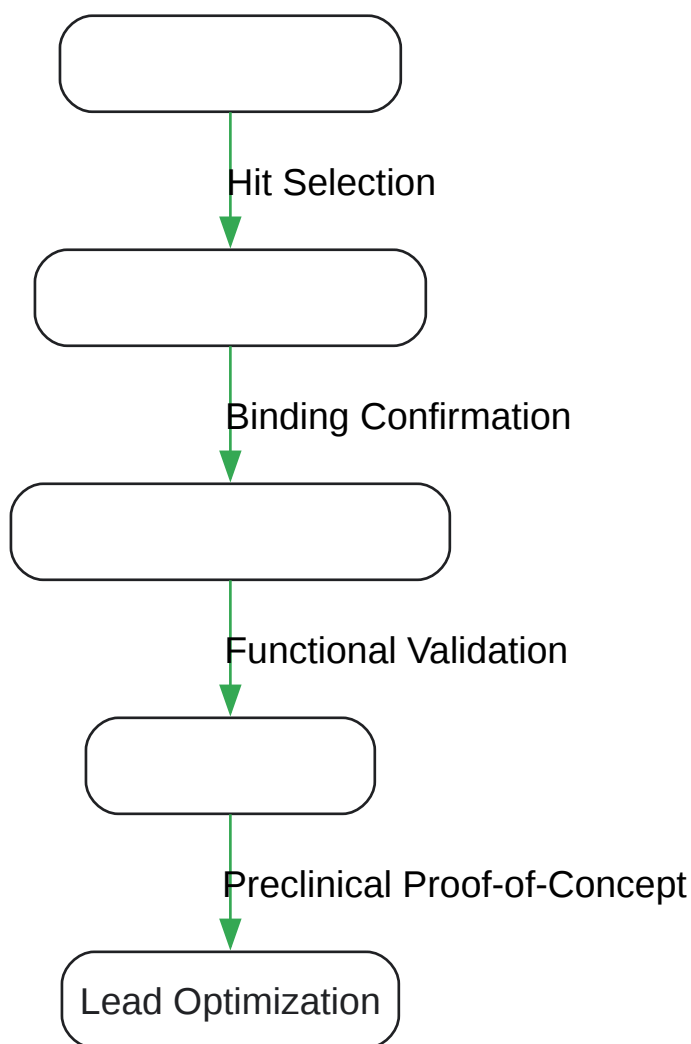 Hit Selection
Binding Confirmation
Functional Validation
Preclinical Proof-of-Concept
Lead Optimization